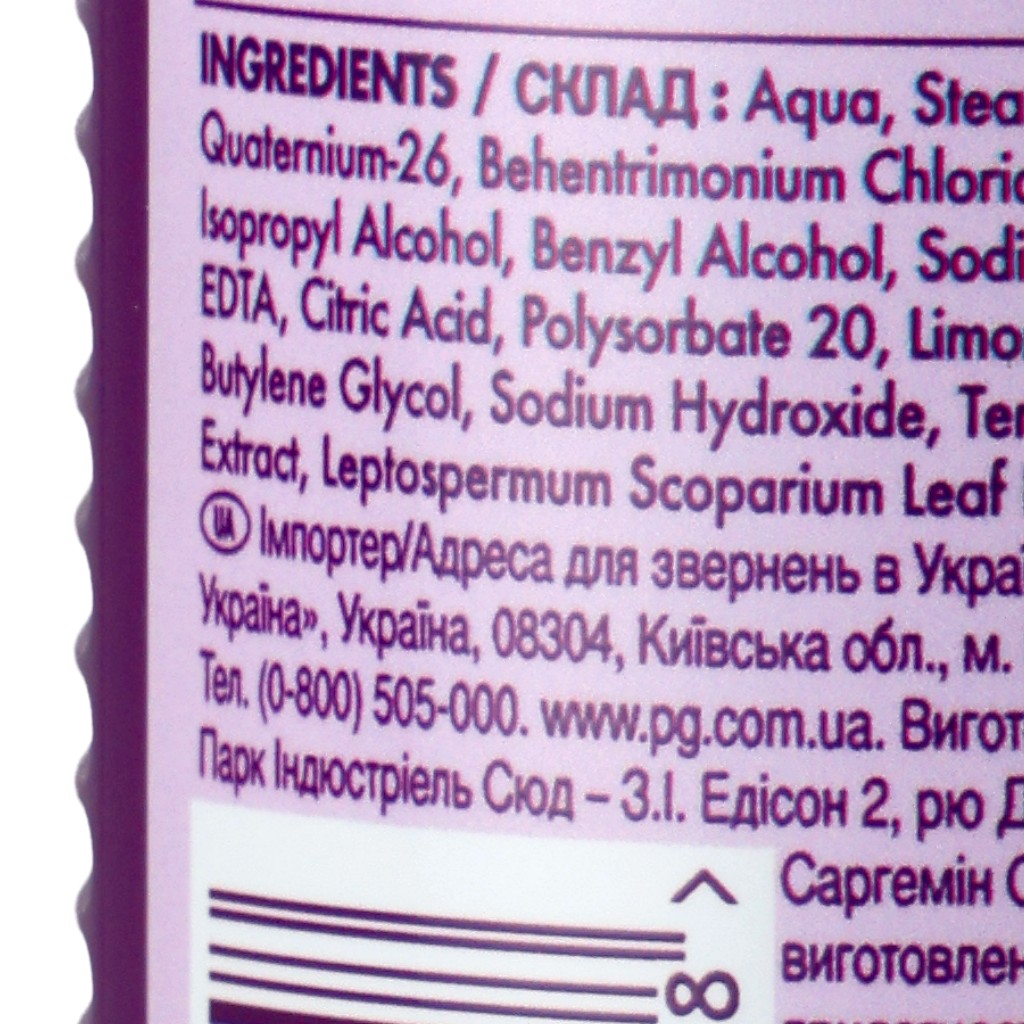 INGREDIENTS / СКЛАД : Aqua,
Quaternium-26, Behentrimonium
Isopropyl Alcohol, Benzyl Alcohol,
EDTA, Citric Acid, Polysorbate 20,
Butylene Glycol, Sodium Hydroxide,
Extract, Leptospermum Scoparium Leaf
UA Імпортер/Адреса для звернень в
Україна», Україна, 08304, Київська обл., м.
Тел. (0-800) 505-000. www.pg.com.ua.
Парк Індюстріель Сюд – З.І. Едісон 2, рю
Саргемін
>
8